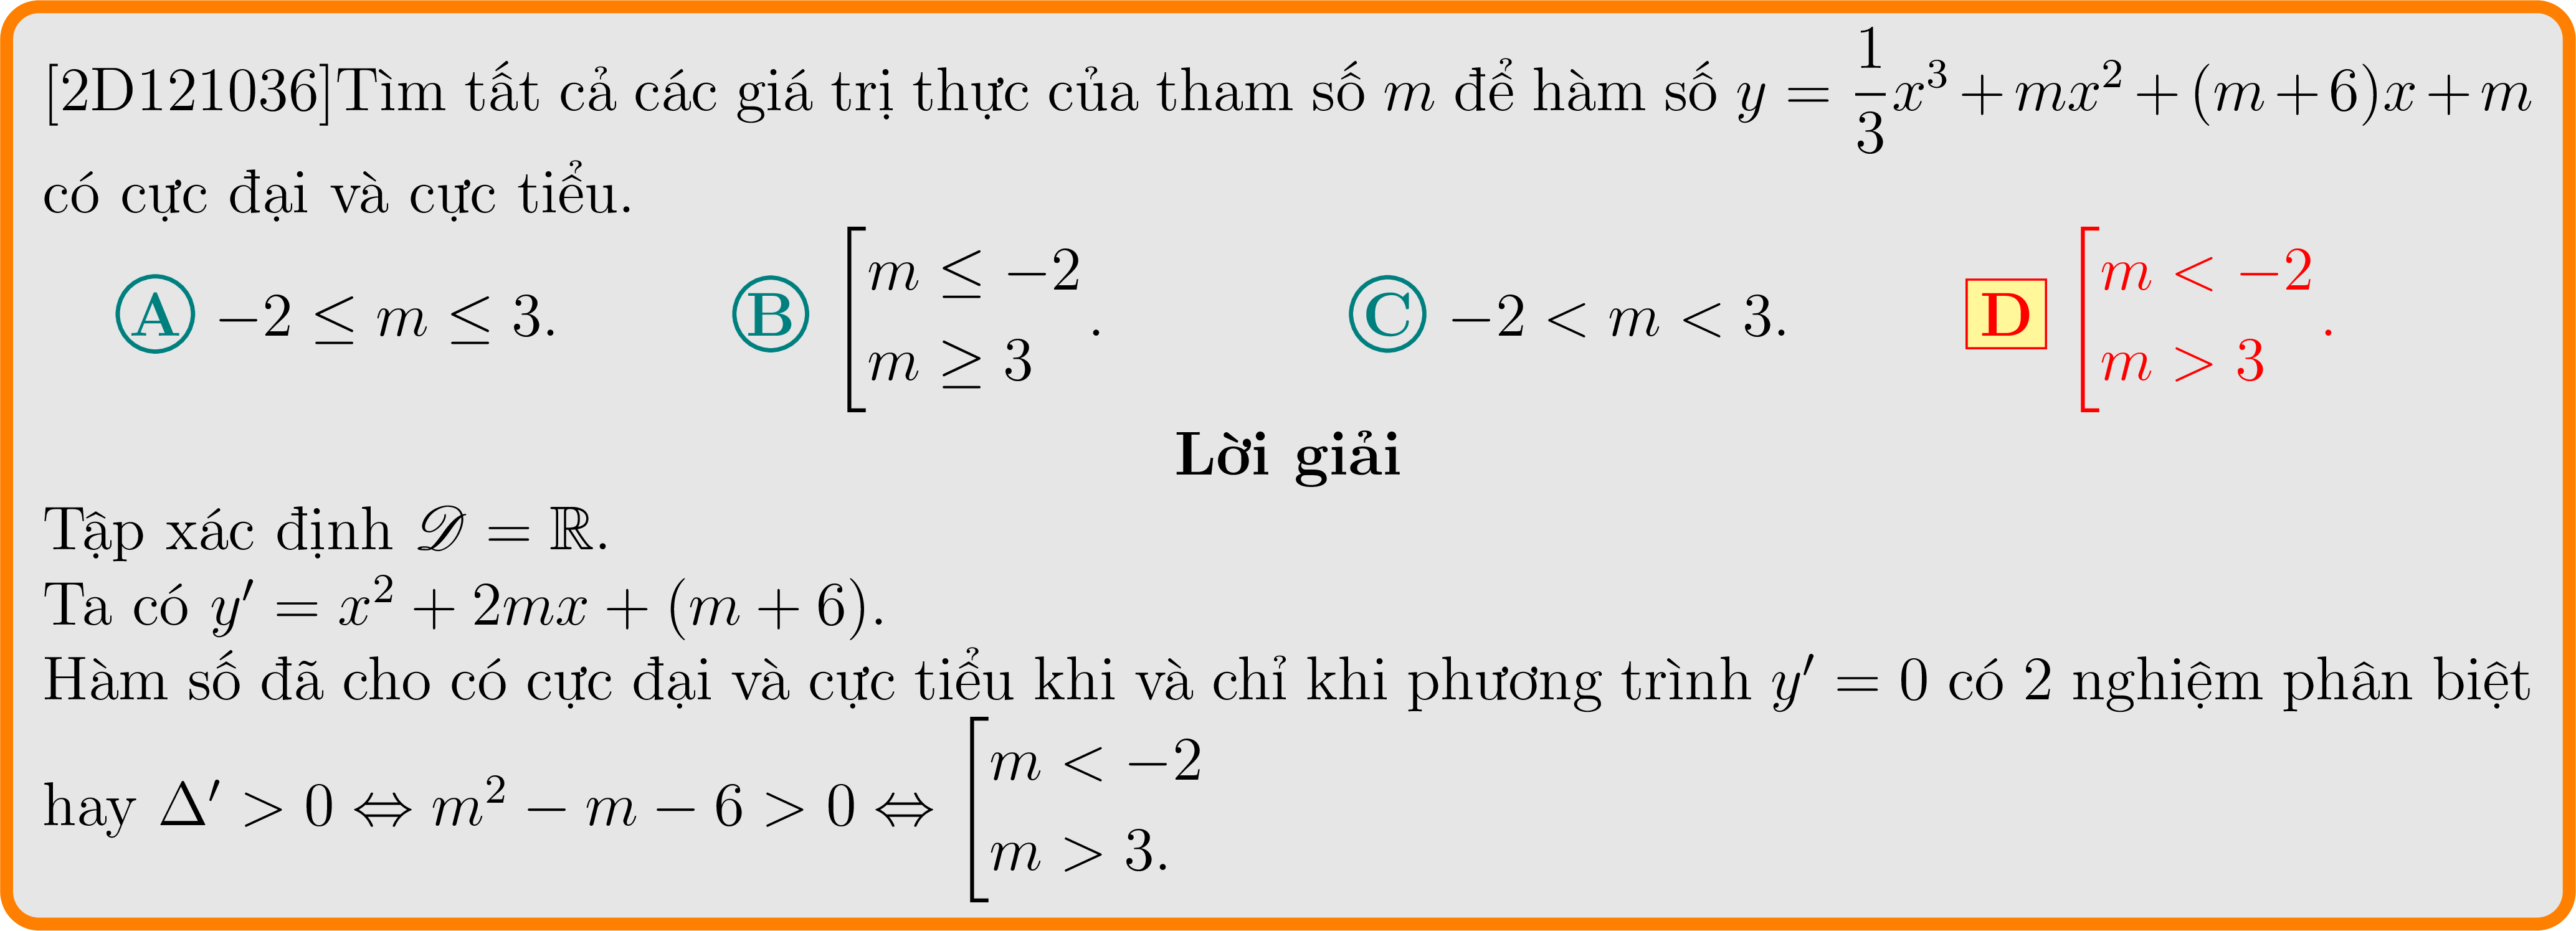 [2D121036]Tìm tất cả các giá trị thực của tham số $m$ để hàm số $y = \dfrac{1}{3}x^3 + mx^2 + (m + 6)x + m$
có cực đại và cực tiểu.
A $-2 \leq m \leq 3$. B $\left[\begin{array}{l} m \leq -2 \\ m \geq 3 \end{array}\right.$. C $-2 < m < 3$. D $\left[\begin{array}{l} m < -2 \\ m > 3 \end{array}\right.$.
Lời giải
Tập xác định $\mathscr{D} = \mathbb{R}$.
Ta có $y' = x^2 + 2mx + (m + 6)$.
Hàm số đã cho có cực đại và cực tiểu khi và chỉ khi phương trình $y' = 0$ có 2 nghiệm phân biệt
hay $\Delta' > 0 \Leftrightarrow m^2 - m - 6 > 0 \Leftrightarrow \left[\begin{array}{l} m < -2 \\ m > 3. \end{array}\right.$